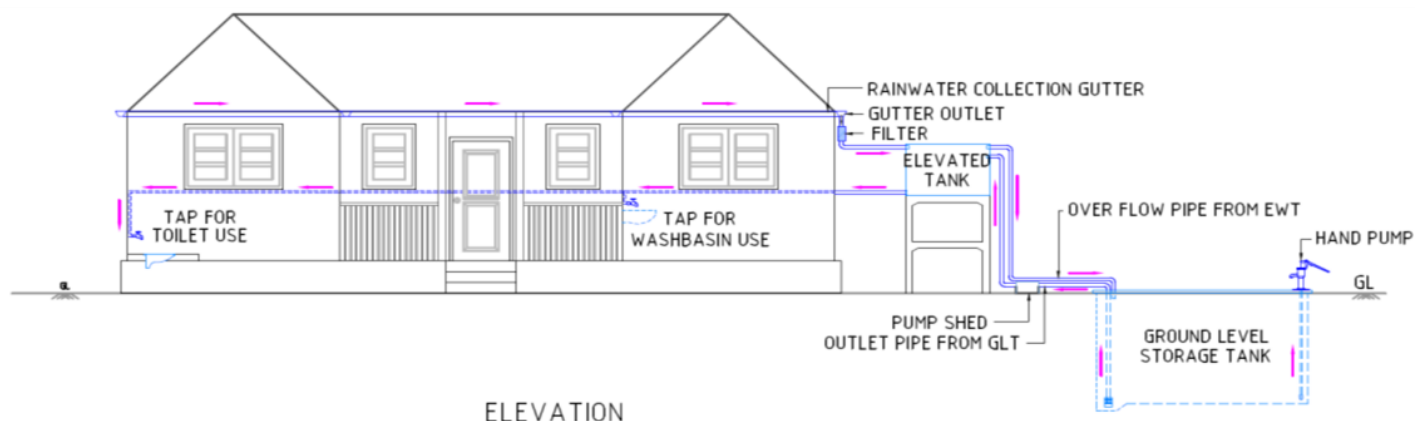 RAINWATER COLLECTION GUTTER
GUTTER OUTLET
FILTER
ELEVATED
TANK
TAP FOR
TOILET USE
TAP FOR
WASHBASIN USE
OVER FLOW PIPE FROM EWT
HAND PUMP
GL
GL
PUMP SHED
OUTLET PIPE FROM GLT
GROUND LEVEL
STORAGE TANK
ELEVATION